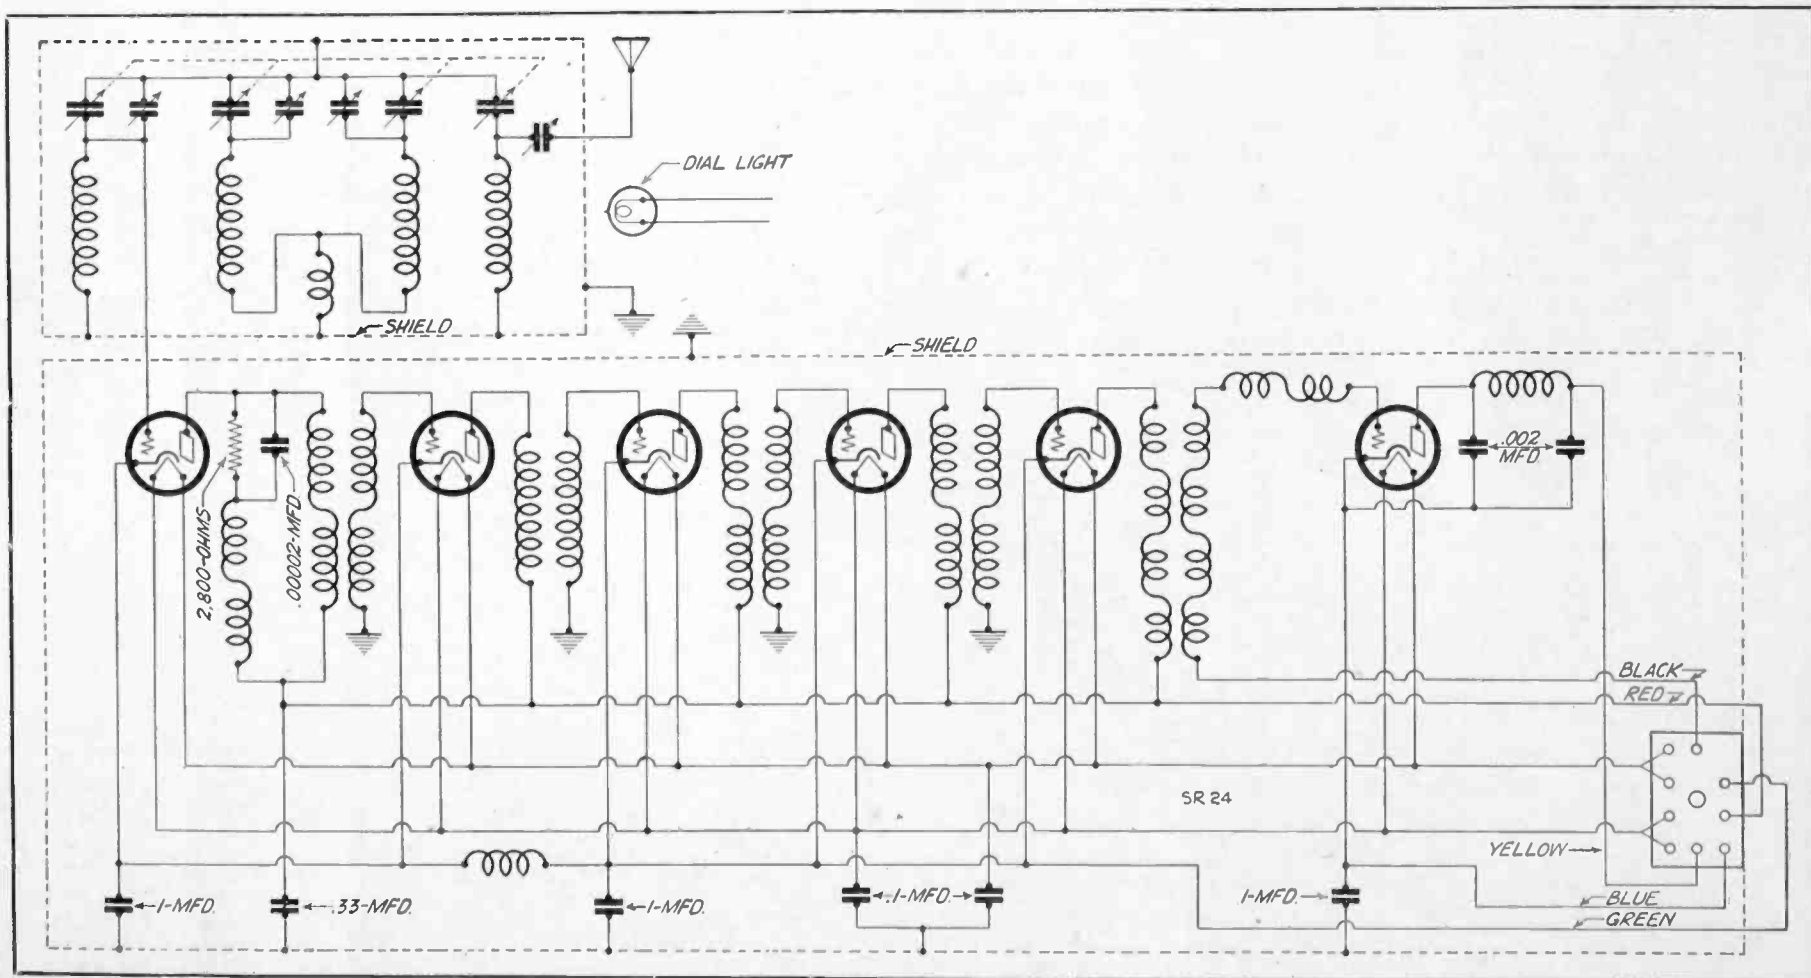 DIAL LIGHT
SHIELD
SHIELD
2,800-OHMS
.00002-MFD.
.002
MFD.
BLACK
RED
SR 24
YELLOW
1-MFD.
.33-MFD.
1-MFD.
.1-MFD.
1-MFD.
BLUE
GREEN